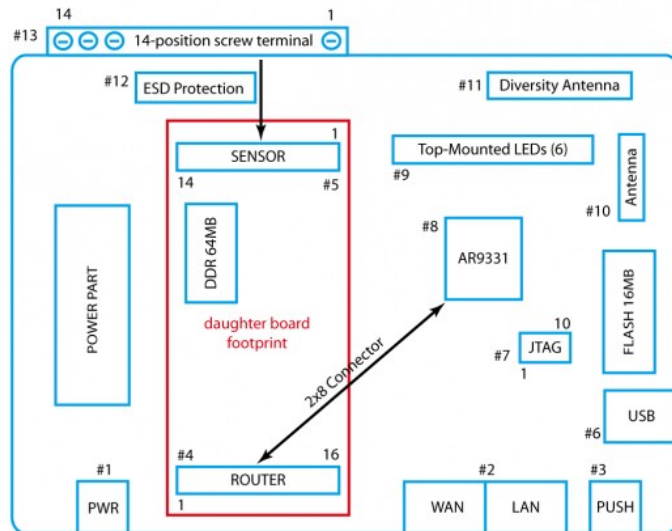 14
1
#13
14-position screw terminal
#12
ESD Protection
#11
Diversity Antenna
1
SENSOR
14
#5
Top-Mounted LEDs (6)
#9
Antenna
#10
DDR 64MB
#8
AR9331
POWER PART
FLASH 16MB
daughter board
footprint
10
JTAG
#7
1
2x8 Connector
USB
#6
#4
16
ROUTER
1
#1
PWR
#2
WAN
LAN
#3
PUSH